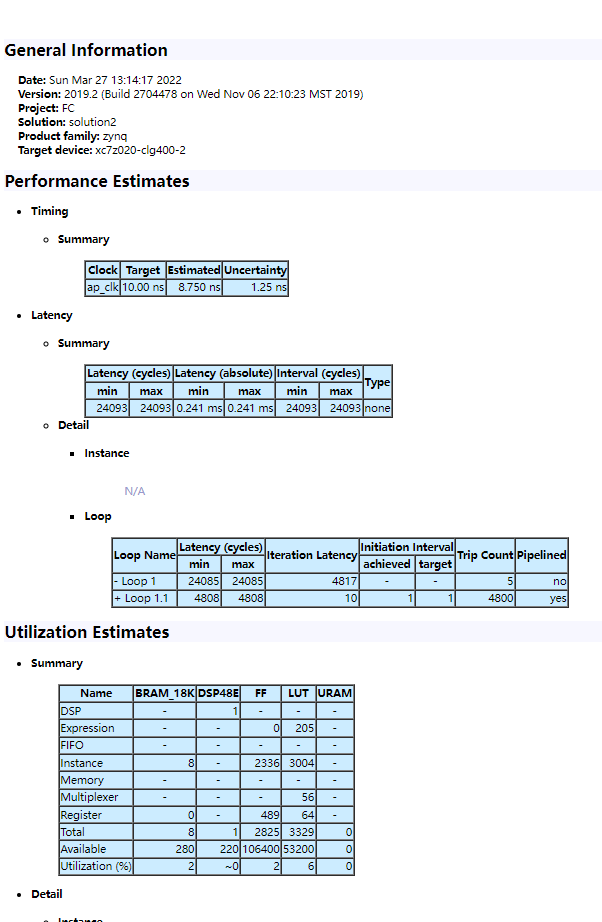 General Information
Date: Sun Mar 27 13:14:17 2022
Version: 2019.2 (Build 2704478 on Wed Nov 06 22:10:23 MST 2019)
Project: FC
Solution: solution2
Product family: zynq
Target device: xc7z020-clg400-2
Performance Estimates
• Timing
Summary
Clock Target Estimated Uncertainty
ap_clk 10.00 ns 8.750 ns 1.25 ns
• Latency
Summary
Latency (cycles) Latency (absolute) Interval (cycles) Type
min max min max min max
24093 24093 0.241 ms 0.241 ms 24093 24093 none
Detail
Instance
N/A
Loop
Loop Name Latency (cycles) Iteration Latency Initiation Interval Trip Count Pipelined
min max achieved target
- Loop 1 24085 24085 4817 - - 5 no
+ Loop 1.1 4808 4808 10 1 1 4800 yes
Utilization Estimates
• Summary
Name BRAM_18K DSP48E FF LUT URAM
DSP - 1 - - -
Expression - - 0 205 -
FIFO - - - - -
Instance 8 - 2336 3004 -
Memory - - - - -
Multiplexer - - - 56 -
Register 0 - 489 64 -
Total 8 1 2825 3329 0
Available 280 220 106400 53200 0
Utilization (%) 2 ~0 2 6 0
• Detail
Instance